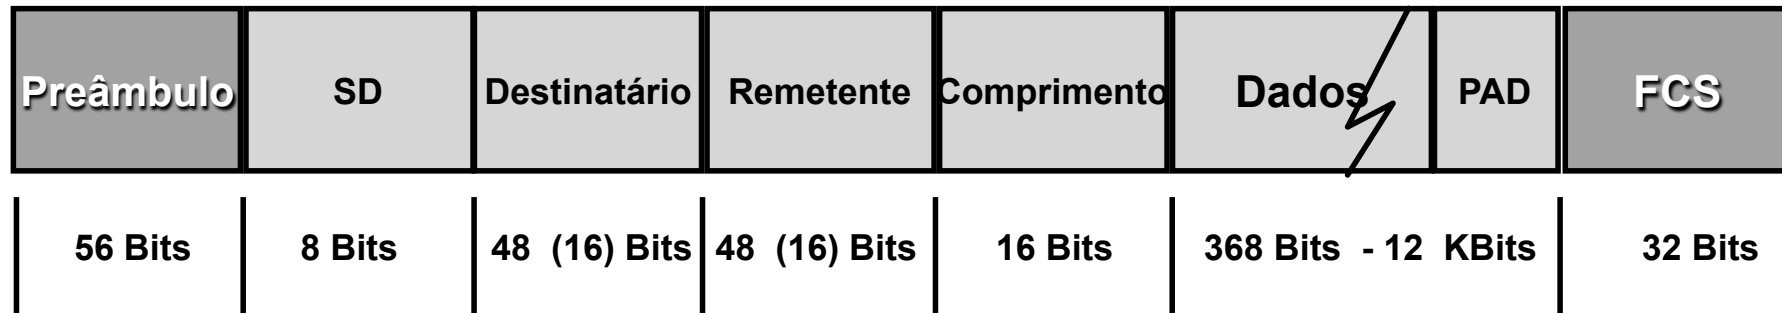 Preâmbulo SD Destinatário Remetente Comprimento Dados PAD FCS
56 Bits 8 Bits 48 (16) Bits 48 (16) Bits 16 Bits 368 Bits - 12 KBits 32 Bits